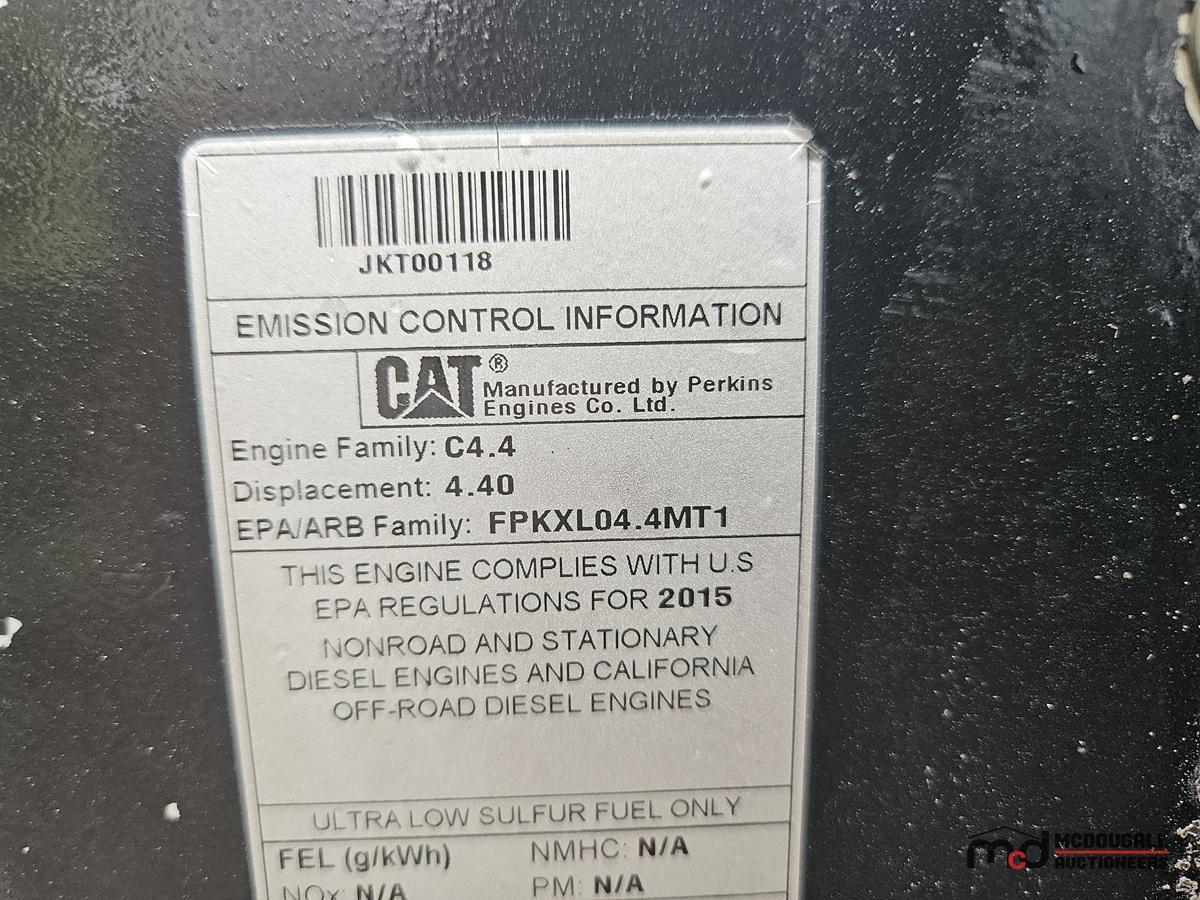 JKT00118
EMISSION CONTROL INFORMATION
CAT®
Manufactured by Perkins
Engines Co. Ltd.
Engine Family: C4.4
Displacement: 4.40
EPA/ARB Family: FPKXL04.4MT1
THIS ENGINE COMPLIES WITH U.S
EPA REGULATIONS FOR 2015
NONROAD AND STATIONARY
DIESEL ENGINES AND CALIFORNIA
OFF-ROAD DIESEL ENGINES
ULTRA LOW SULFUR FUEL ONLY
FEL (g/kWh) NMHC: N/A
NOx: N/A PM: N/A
mcd MCDOUGALL
AUCTIONEERS